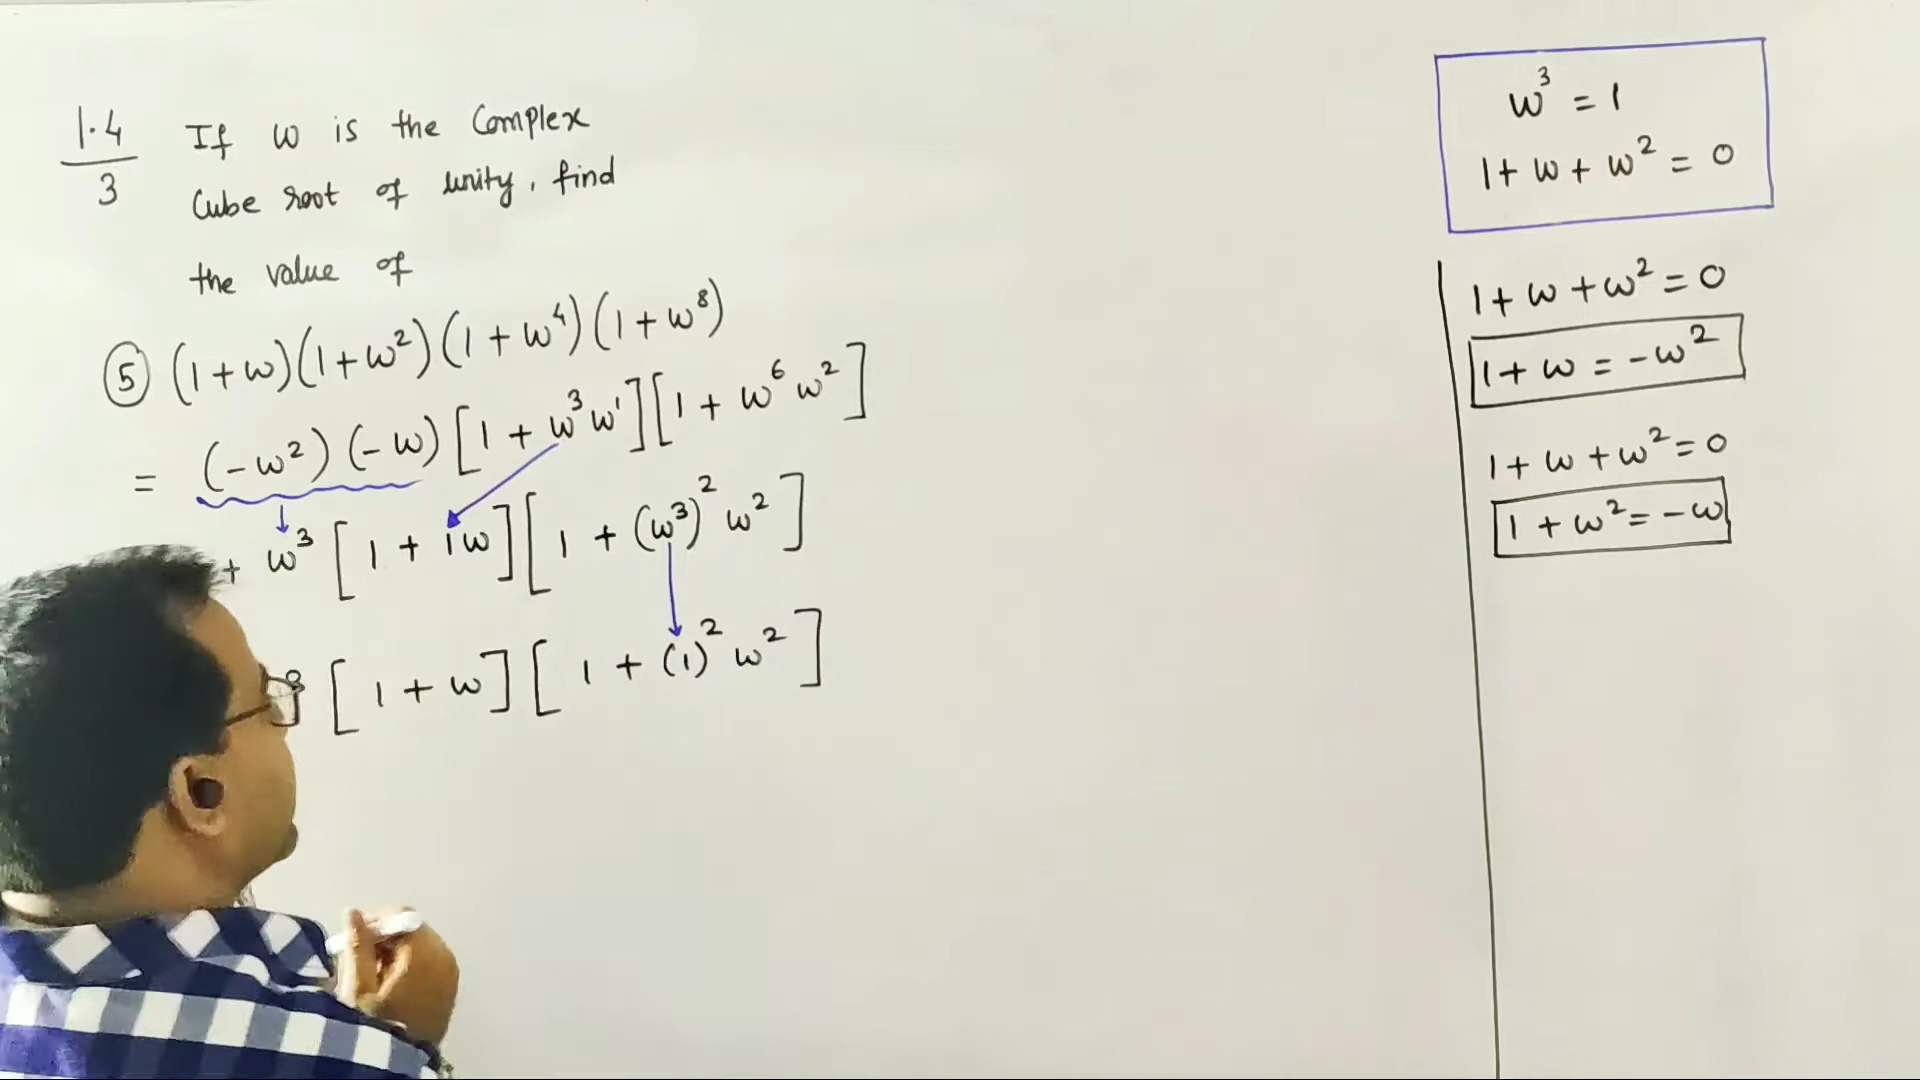 1.4
3
If ω is the Complex
Cube root of unity, find
the value of
⑤ (1+ω)(1+ω²)(1+ω⁴)(1+ω⁸)
= (-ω²)(-ω)[1+ω³ω¹][1+ω⁶ω²]
+ ω³[1+1ω][1+(ω³)²ω²]
[1+ω][1+(1)²ω²]
ω³ = 1
1+ω+ω² = 0
1+ω+ω²=0
1+ω = -ω²
1+ω+ω²=0
1+ω²=-ω